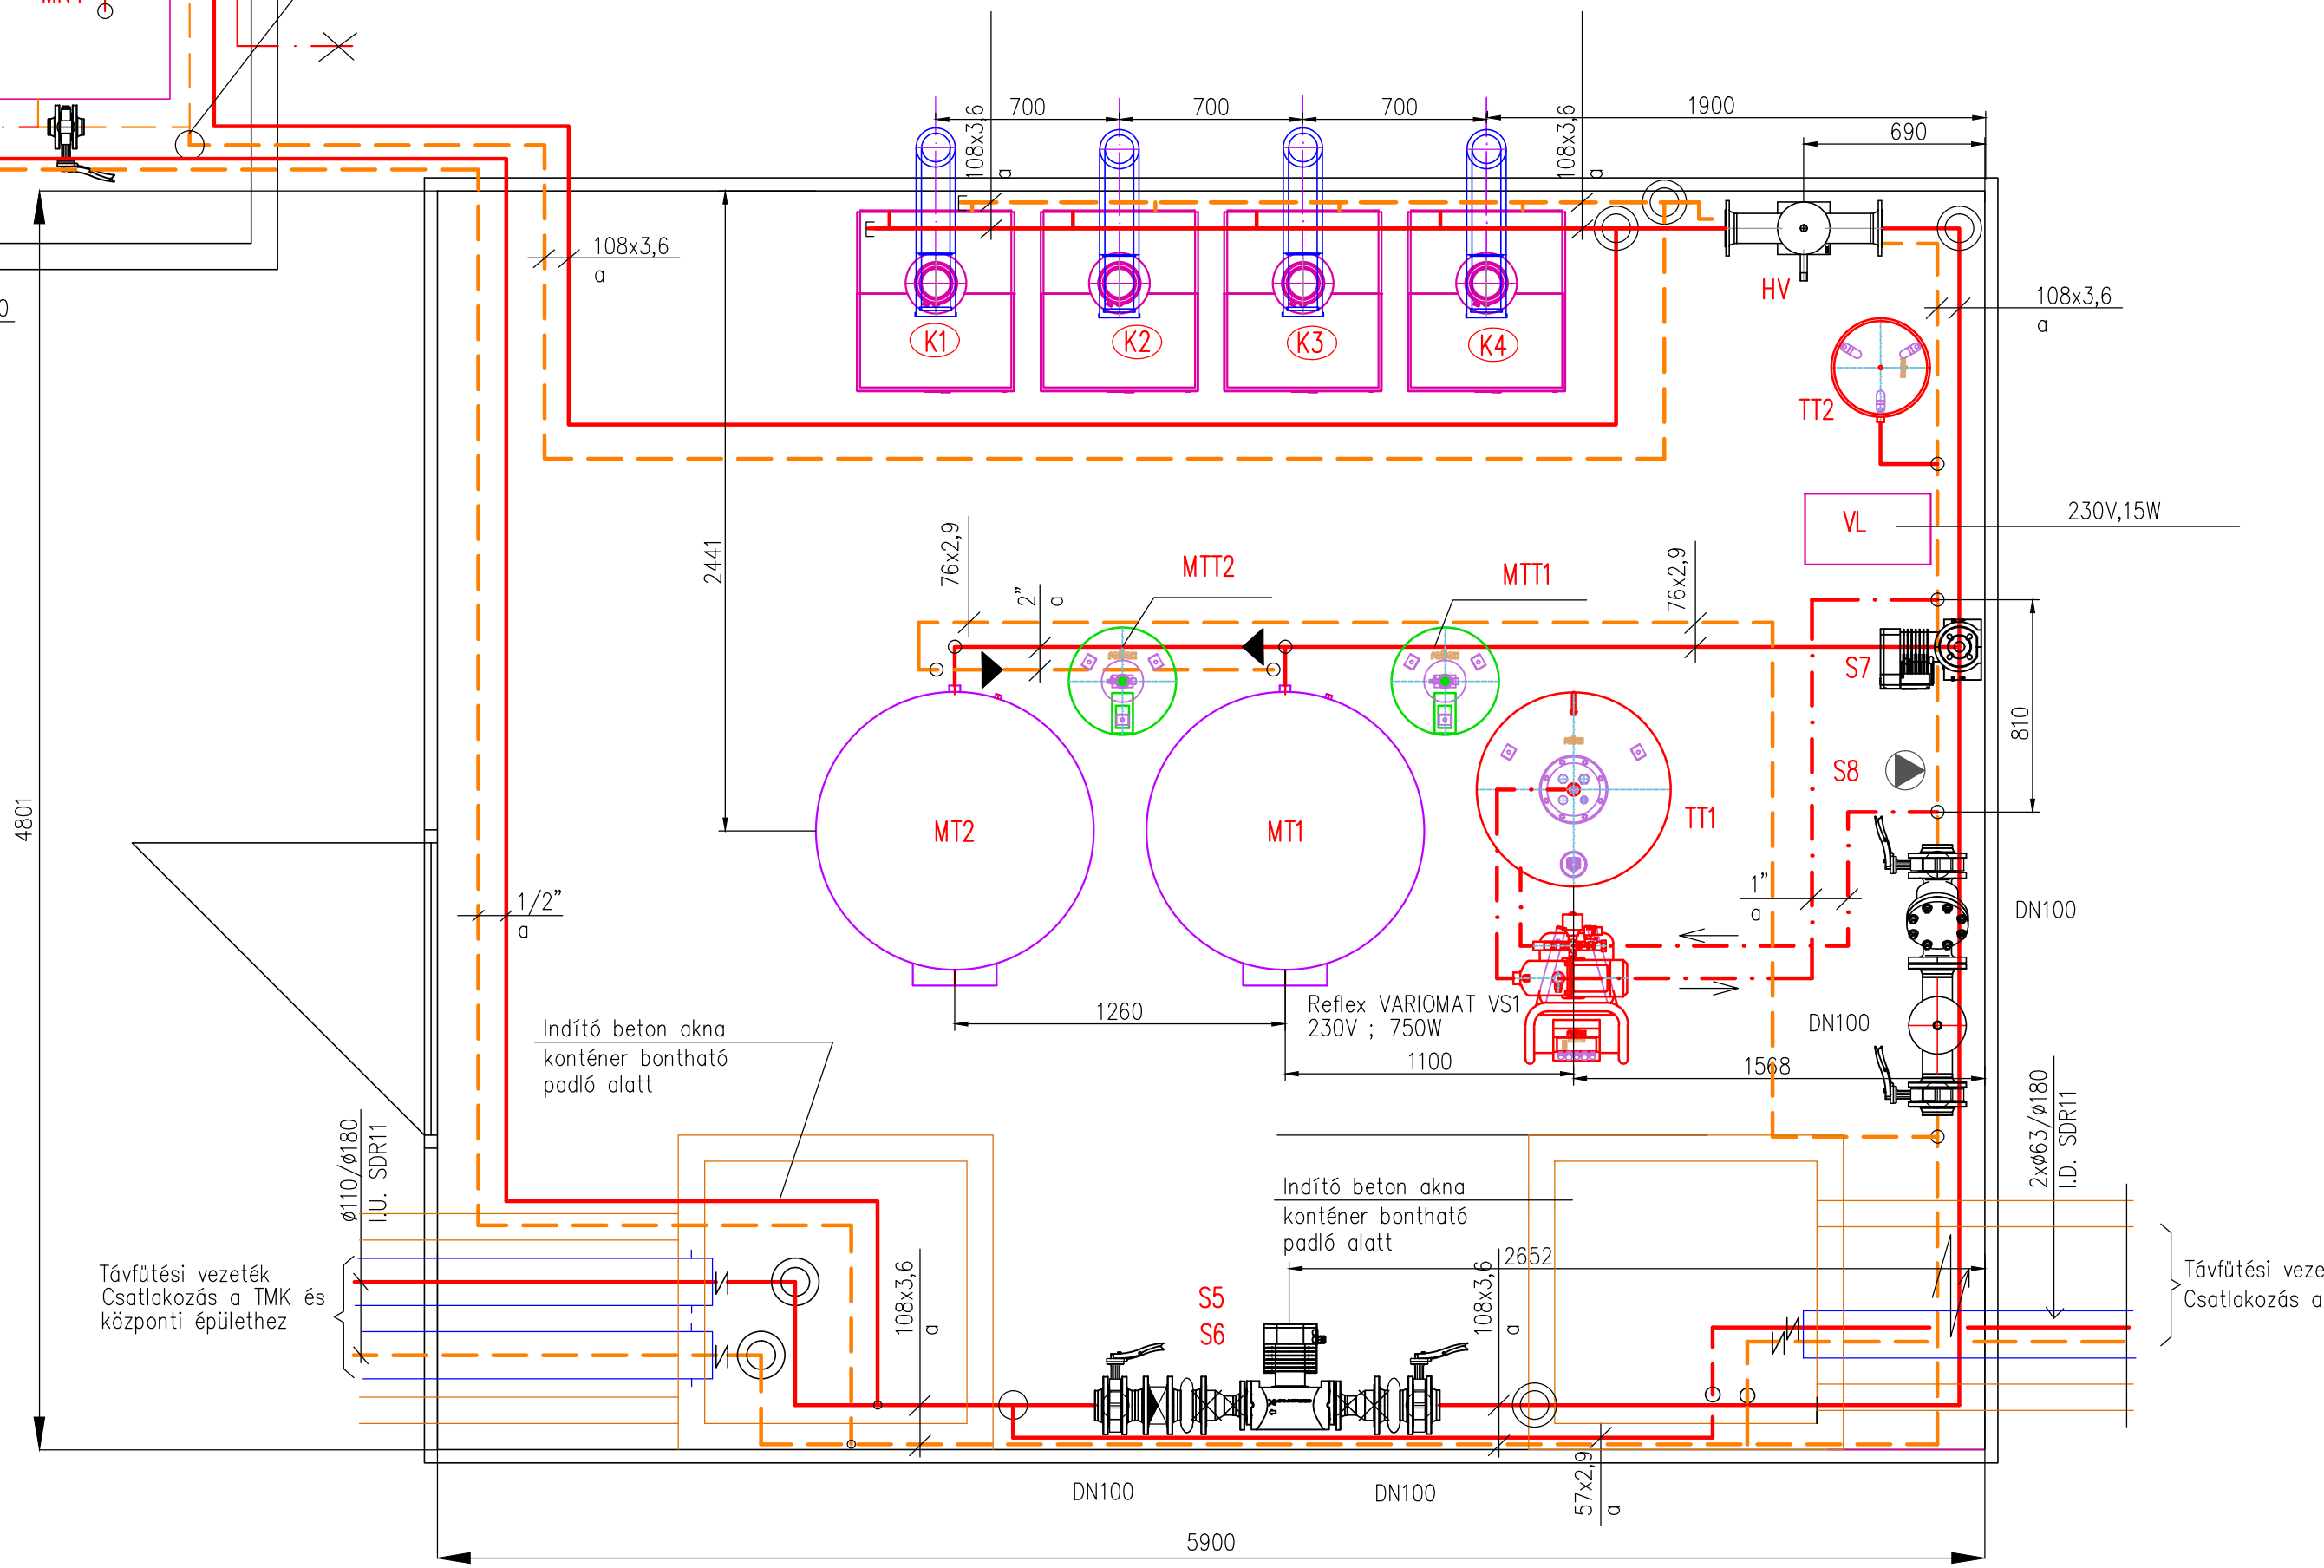 700
700
700
1900
690
108x3,6
a
108x3,6
a
108x3,6
a
HV
108x3,6
a
K1
K2
K3
K4
TT2
VL
230V,15W
2441
76x2,9
2"
a
MTT2
MTT1
76x2,9
S7
810
S8
4801
MT2
MT1
TT1
1/2"
a
1"
a
DN100
1260
Reflex VARIOMAT VS1
230V ; 750W
DN100
1100
1568
Indító beton akna
konténer bontható
padló alatt
ø110/ø180
I.U. SDR11
2xø63/ø180
I.D. SDR11
Indító beton akna
konténer bontható
padló alatt
2652
Távfütési vezeték
Csatlakozás a TMK és
központi épülethez
108x3,6
a
S5
S6
108x3,6
a
Távfütési veze
Csatlakozás a
DN100
DN100
57x2,9
a
5900